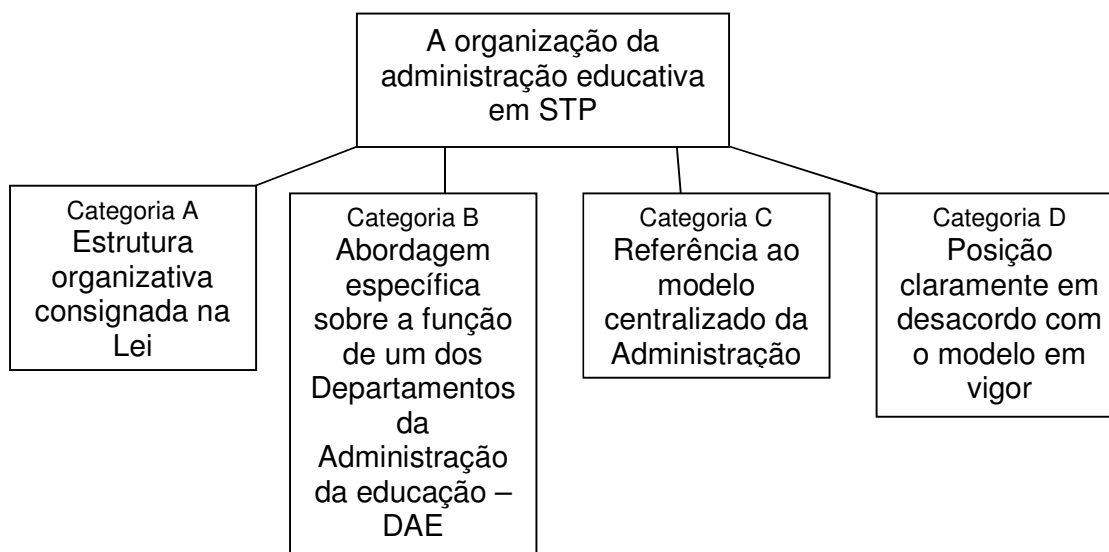 A organização da
administração educativa
em STP
Categoria A
Estrutura
organizativa
consignada na
Lei
Categoria B
Abordagem
específica
sobre a função
de um dos
Departamentos
da
Administração
da educação –
DAE
Categoria C
Referência ao
modelo
centralizado da
Administração
Categoria D
Posição
claramente em
desacordo com
o modelo em
vigor